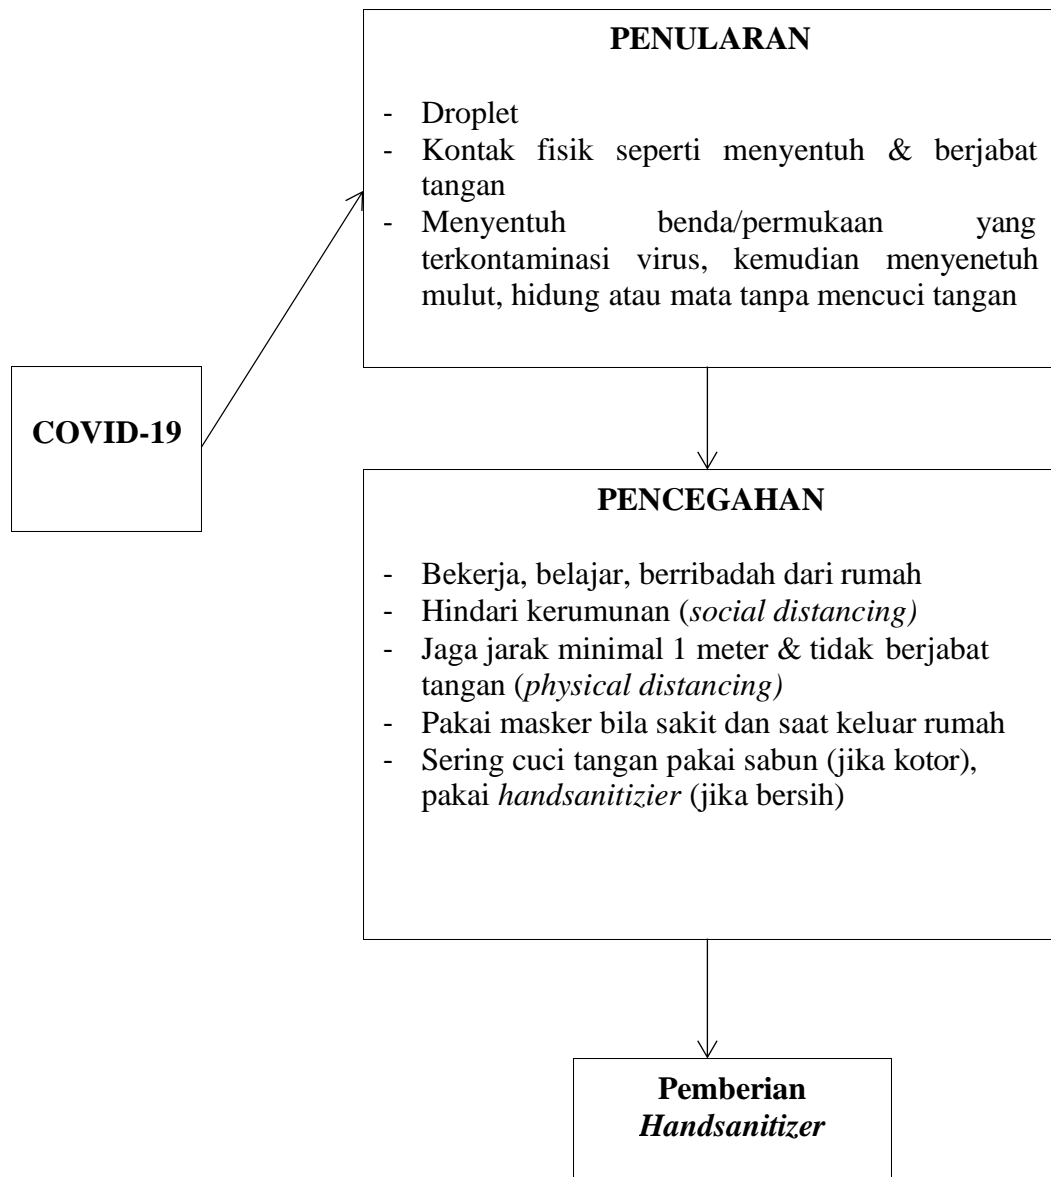 PENULARAN
- Droplet
- Kontak fisik seperti menyentuh & berjabat
tangan
- Menyentuh benda/permukaan yang
terkontaminasi virus, kemudian menyenetuh
mulut, hidung atau mata tanpa mencuci tangan
COVID-19
PENCEGAHAN
- Bekerja, belajar, berribadah dari rumah
- Hindari kerumunan (social distancing)
- Jaga jarak minimal 1 meter & tidak berjabat
tangan (physical distancing)
- Pakai masker bila sakit dan saat keluar rumah
- Sering cuci tangan pakai sabun (jika kotor),
pakai handsanitizier (jika bersih)
Pemberian
Handsanitizer